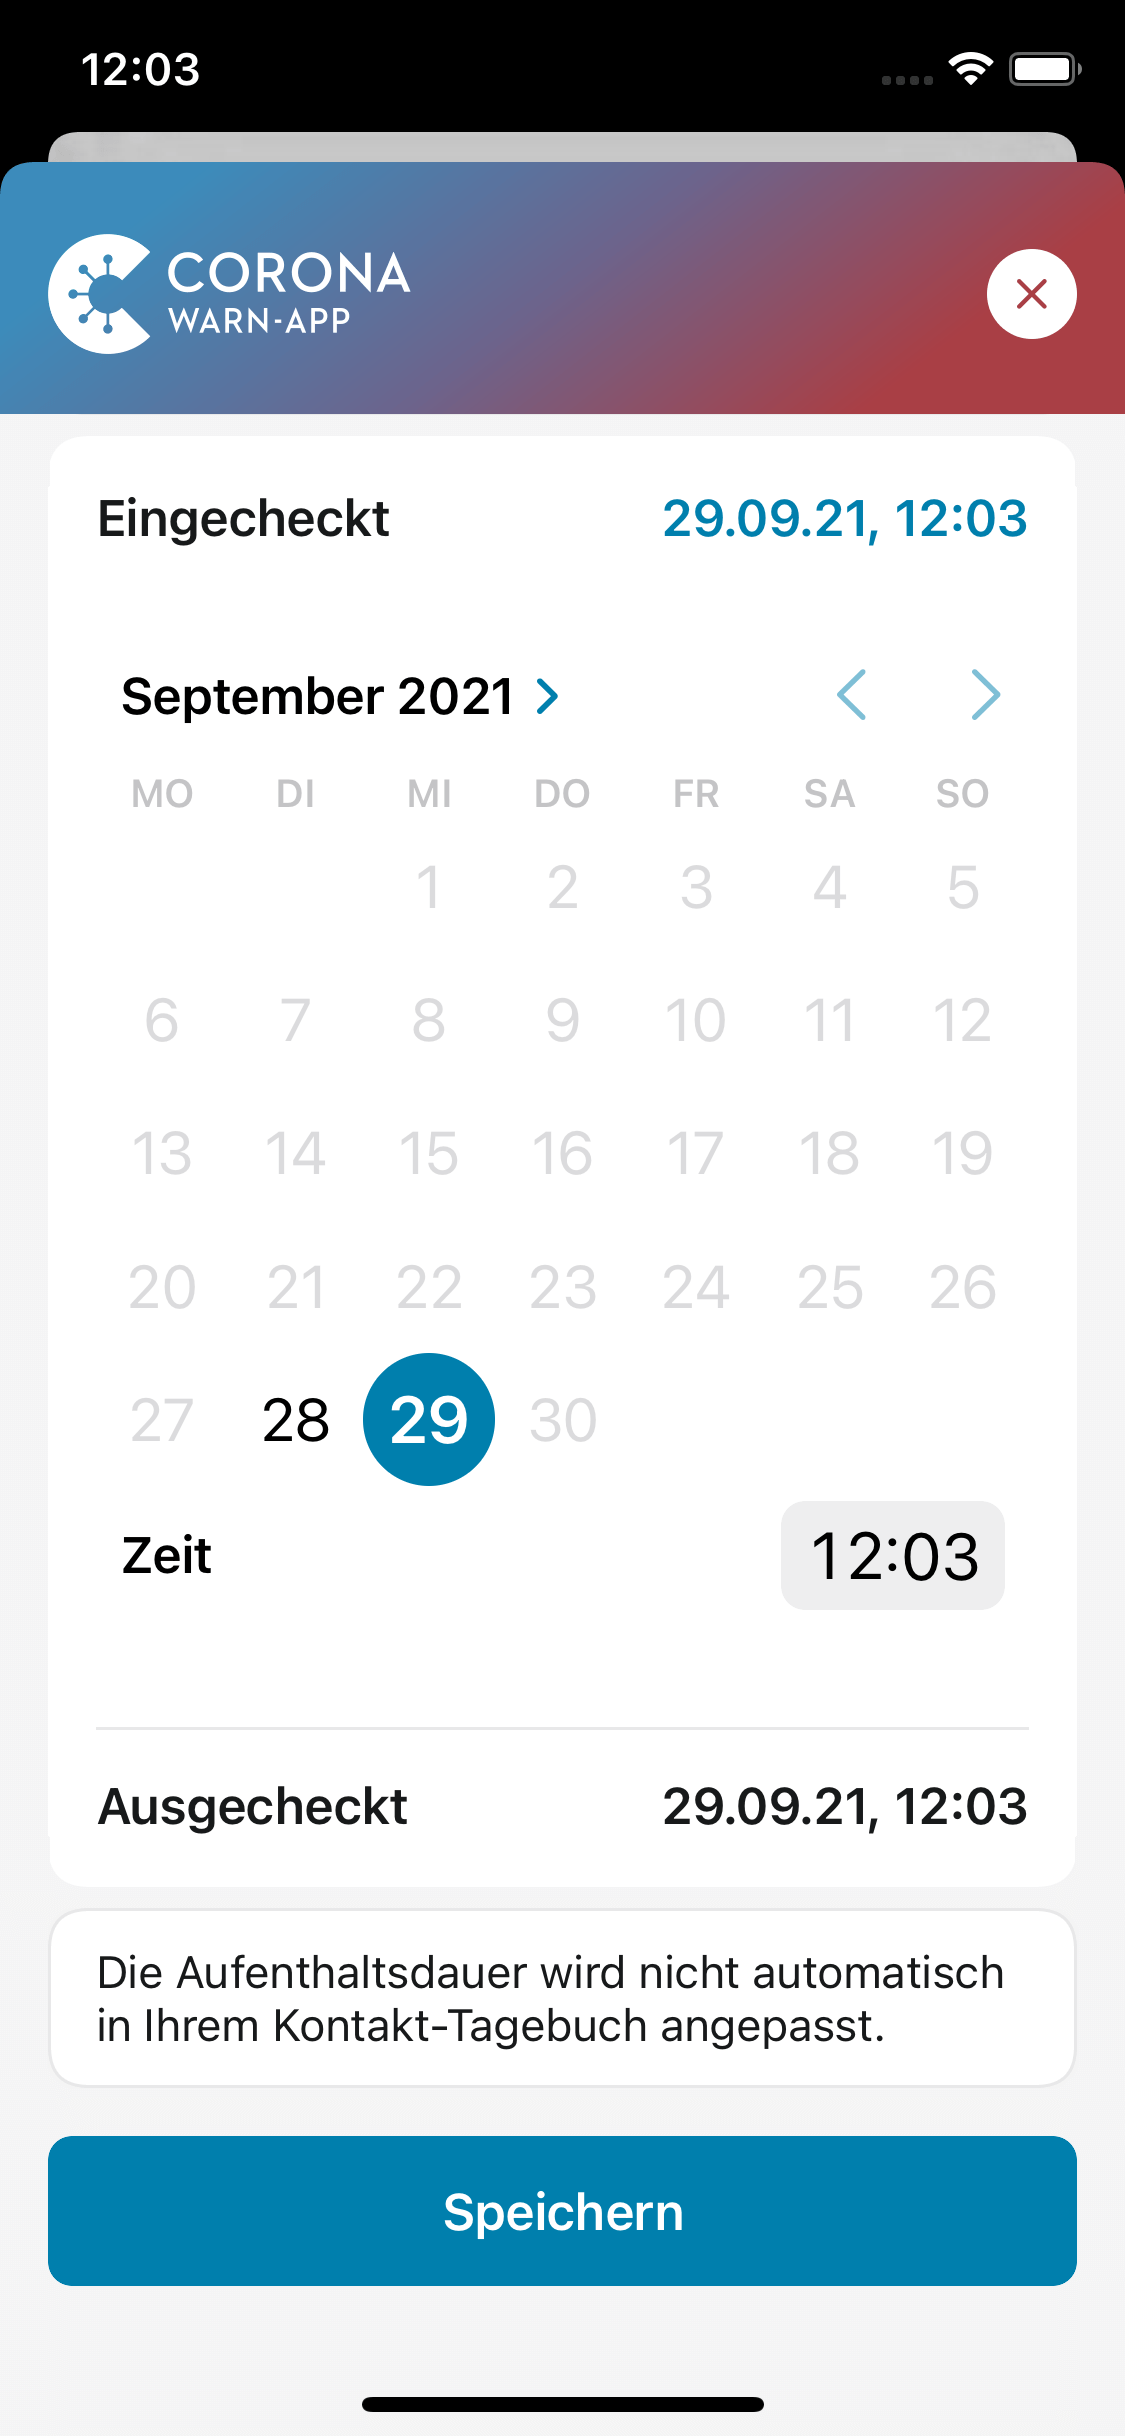 12:03
CORONA
WARN-APP
Eingecheckt 29.09.21, 12:03
September 2021
MO DI MI DO FR SA SO
1 2 3 4 5
6 7 8 9 10 11 12
13 14 15 16 17 18 19
20 21 22 23 24 25 26
27 28 29 30
Zeit 12:03
Ausgecheckt 29.09.21, 12:03
Die Aufenthaltsdauer wird nicht automatisch
in Ihrem Kontakt-Tagebuch angepasst.
Speichern